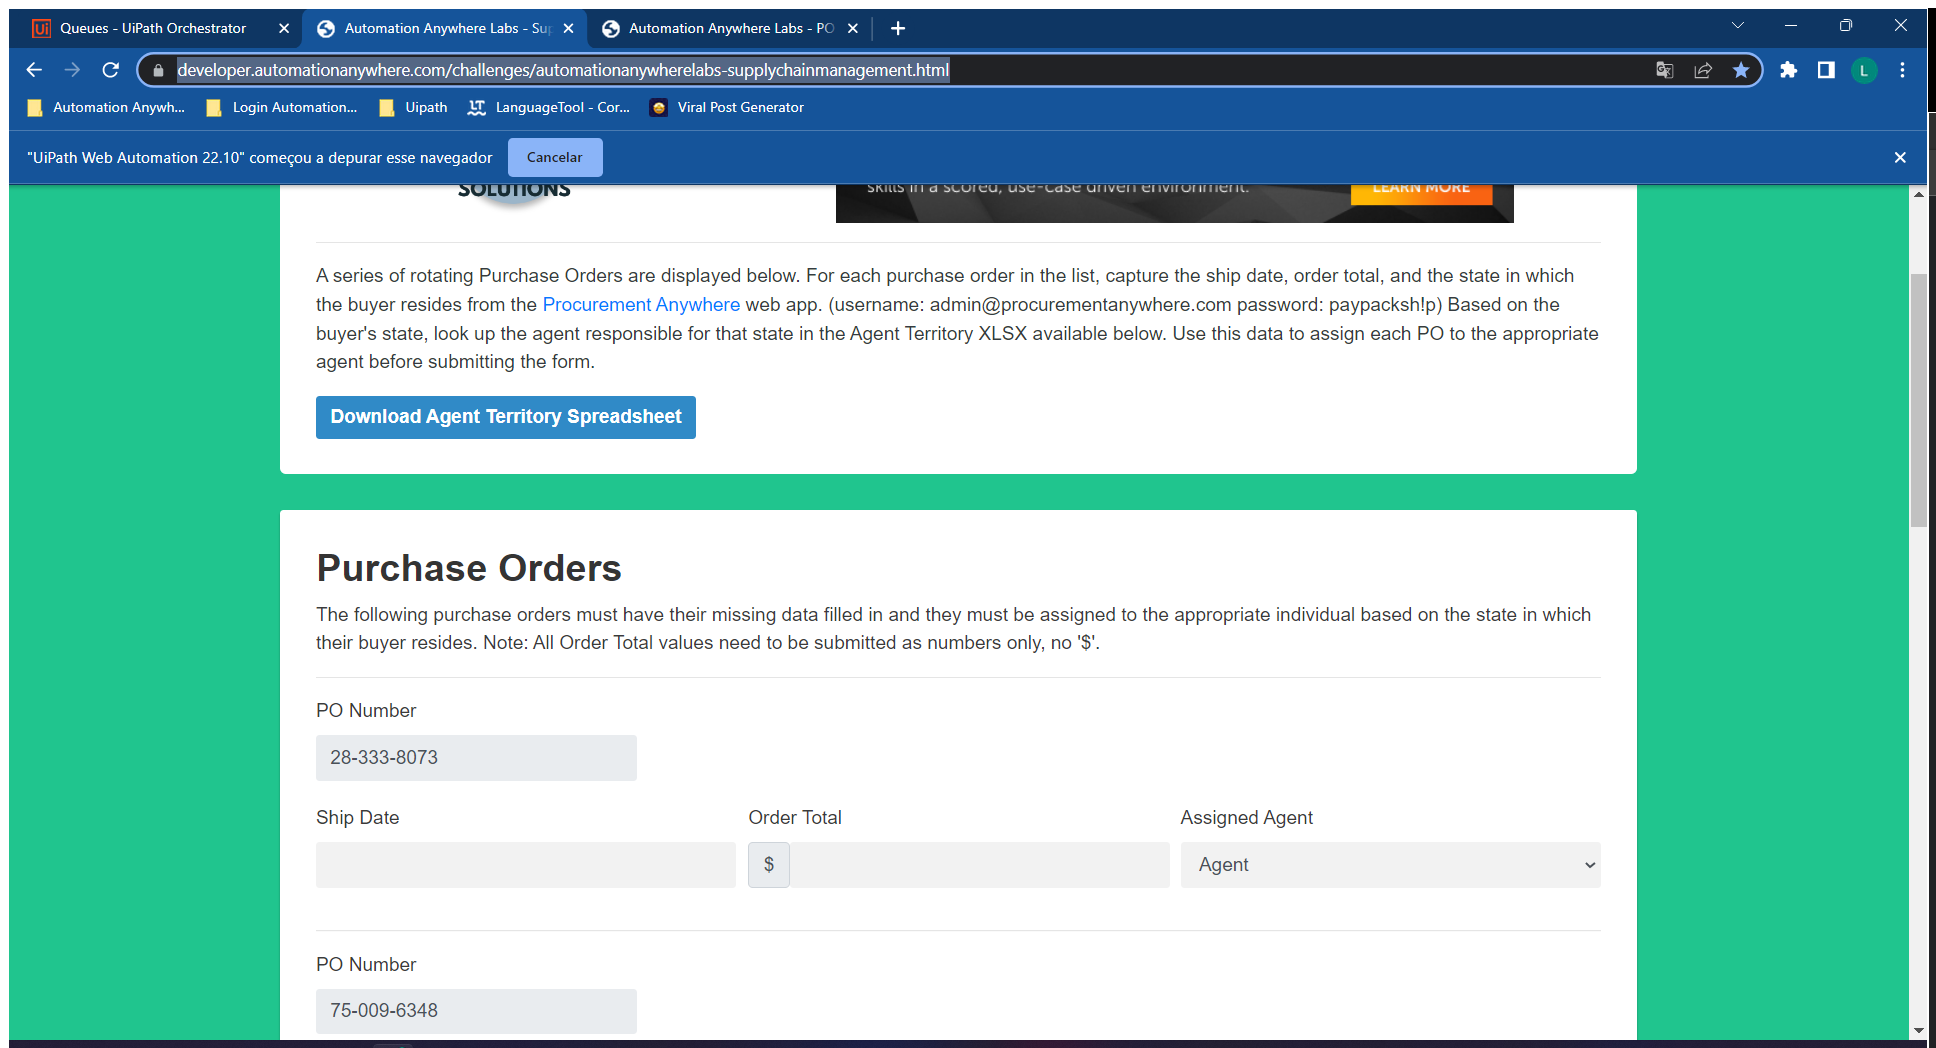 Queues - UiPath Orchestrator
Automation Anywhere Labs - Sup
Automation Anywhere Labs - PO
developer.automationanywhere.com/challenges/automationanywherelabs-supplychainmanagement.html
L
Automation Anywh... Login Automation... Uipath LanguageTool - Cor... Viral Post Generator
"UiPath Web Automation 22.10" começou a depurar esse navegador Cancelar
SOLUTIONS
skills in a scored, use-case driven environment.
LEARN MORE
A series of rotating Purchase Orders are displayed below. For each purchase order in the list, capture the ship date, order total, and the state in which
the buyer resides from the Procurement Anywhere web app. (username: admin@procurementanywhere.com password: paypacksh!p) Based on the
buyer's state, look up the agent responsible for that state in the Agent Territory XLSX available below. Use this data to assign each PO to the appropriate
agent before submitting the form.
Download Agent Territory Spreadsheet
Purchase Orders
The following purchase orders must have their missing data filled in and they must be assigned to the appropriate individual based on the state in which
their buyer resides. Note: All Order Total values need to be submitted as numbers only, no '$'.
PO Number
28-333-8073
Ship Date Order Total Assigned Agent
$ Agent
PO Number
75-009-6348